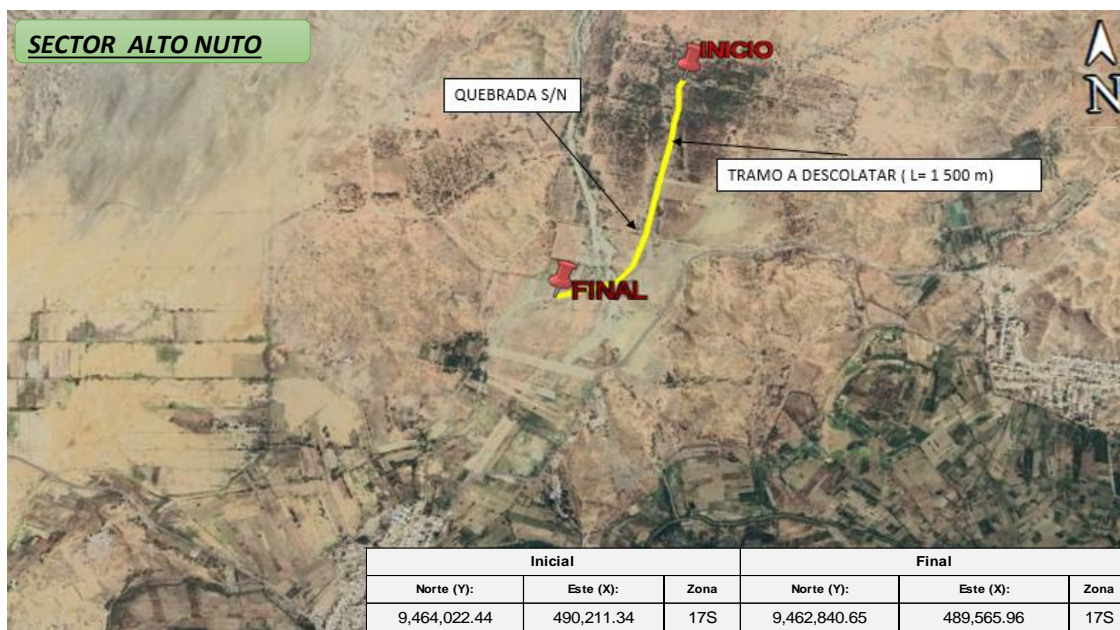 SECTOR ALTO NUTO
INICIO
QUEBRADA S/N
TRAMO A DESCOLATAR ( L= 1 500 m)
FINAL
N
Inicial Final
Norte (Y): Este (X): Zona Norte (Y): Este (X): Zona
9,464,022.44 490,211.34 17S 9,462,840.65 489,565.96 17S